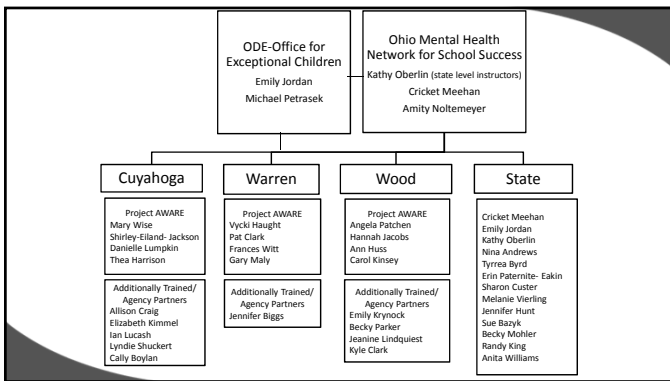 ODE-Office for
Exceptional Children
Emily Jordan
Michael Petrasek
Ohio Mental Health
Network for School Success
Kathy Oberlin (state level instructors)
Cricket Meehan
Amity Noltemeyer
Cuyahoga
Project AWARE
Mary Wise
Shirley-Eiland- Jackson
Danielle Lumpkin
Thea Harrison
Additionally Trained/
Agency Partners
Allison Craig
Elizabeth Kimmel
Ian Lucash
Lyndie Shuckert
Cally Boylan
Warren
Project AWARE
Vycki Haught
Pat Clark
Frances Witt
Gary Maly
Additionally Trained/
Agency Partners
Jennifer Biggs
Wood
Project AWARE
Angela Patchen
Hannah Jacobs
Ann Huss
Carol Kinsey
Additionally Trained/
Agency Partners
Emily Krynock
Becky Parker
Jeanine Lindquiest
Kyle Clark
State
Cricket Meehan
Emily Jordan
Kathy Oberlin
Nina Andrews
Tyrrea Byrd
Erin Paternite- Eakin
Sharon Custer
Melanie Vierling
Jennifer Hunt
Sue Bazyk
Becky Mohler
Randy King
Anita Williams